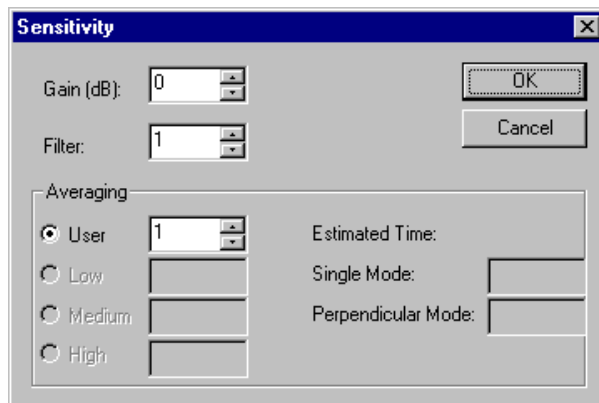 Sensitivity
Gain (dB): 0
OK
Filter: 1
Cancel
Averaging
User 1
Estimated Time:
Low
Single Mode:
Medium
Perpendicular Mode:
High